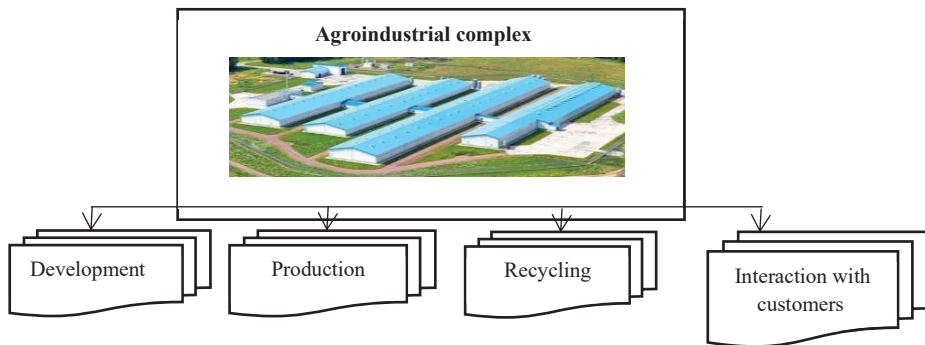 Agroindustrial complex
Development
Production
Recycling
Interaction with
customers